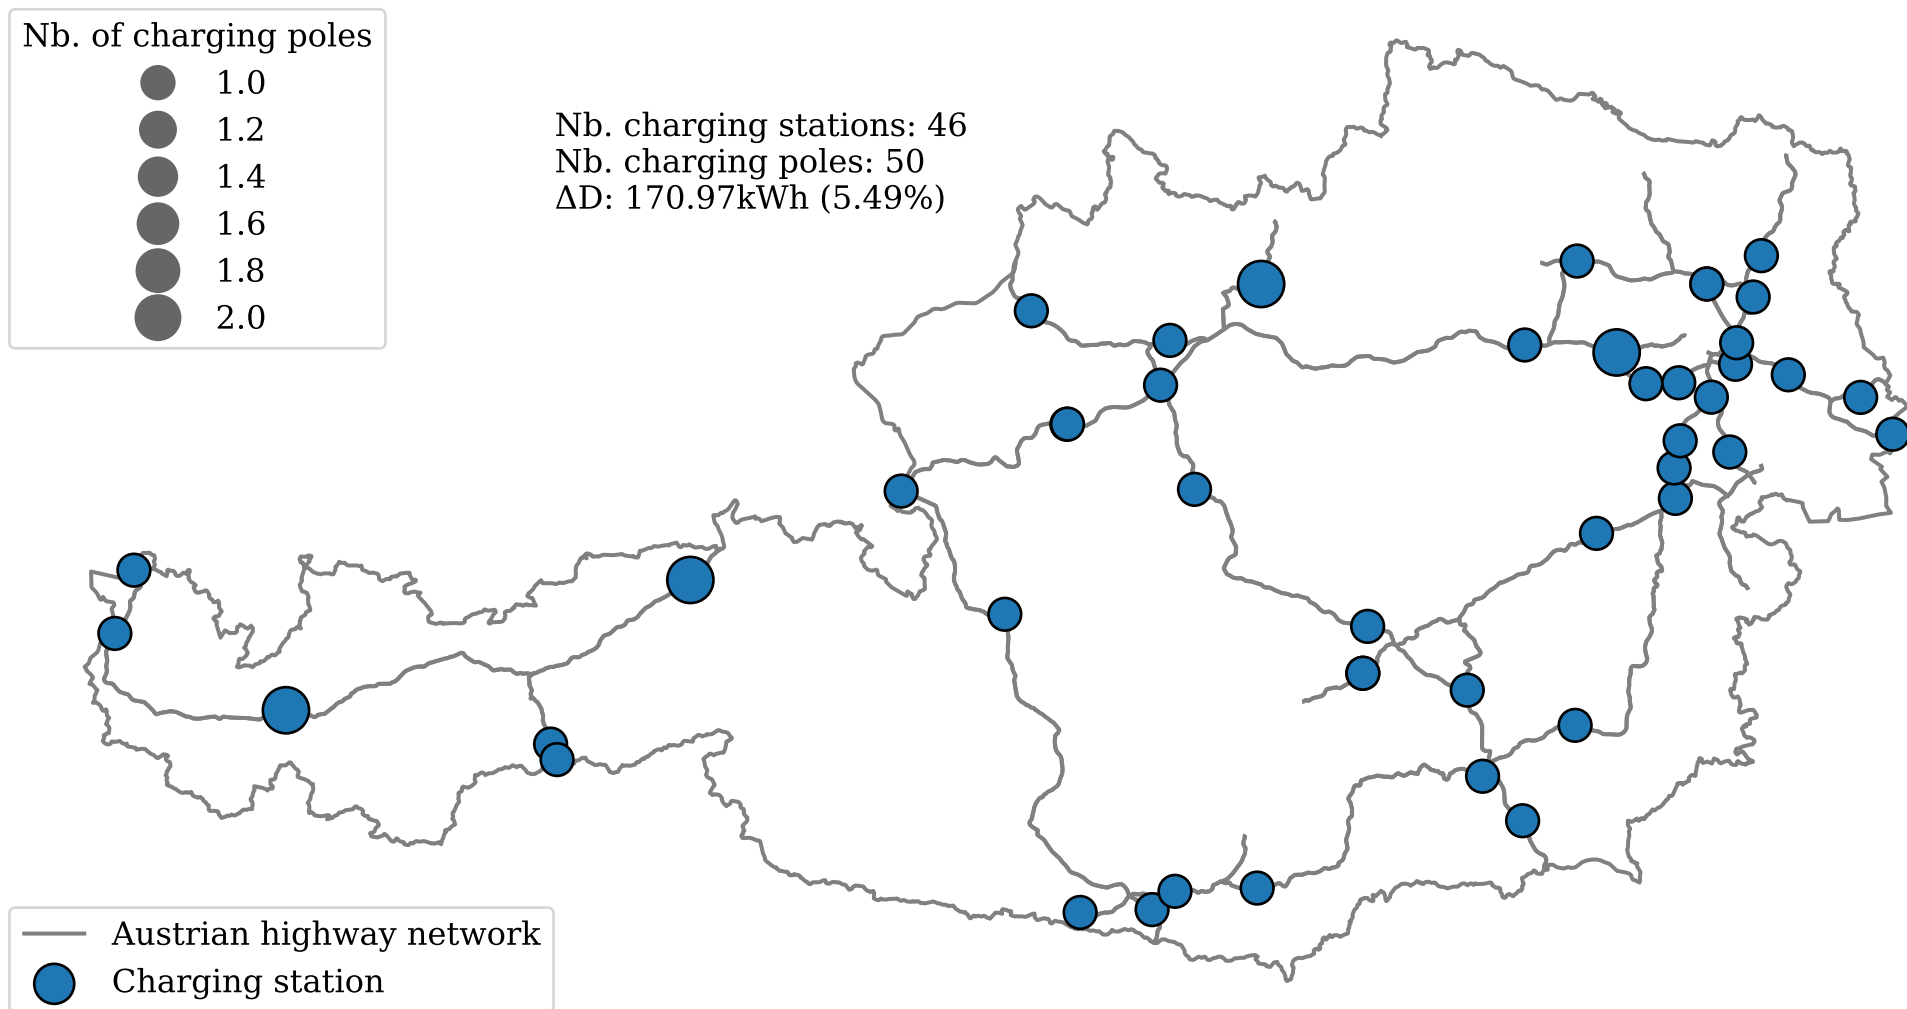 Nb. of charging poles
1.0
1.2
1.4
1.6
1.8
2.0
Nb. charging stations: 46
Nb. charging poles: 50
ΔD: 170.97kWh (5.49%)
Austrian highway network
Charging station